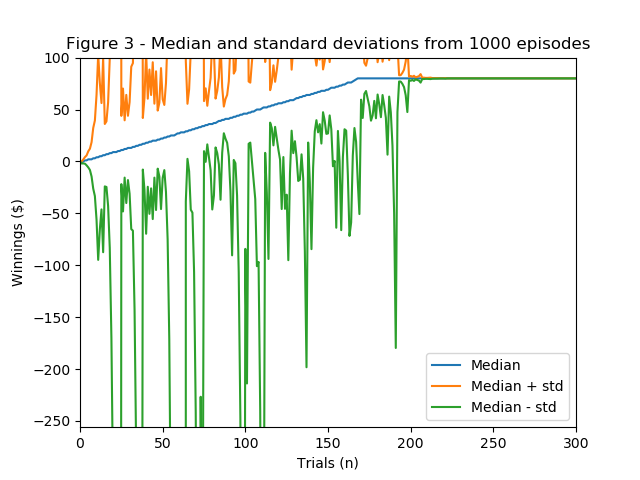 Figure 3 - Median and standard deviations from 1000 episodes
100
50
0
−50
−100
−150
−200
−250
Winnings ($)
0 50 100 150 200 250 300
Trials (n)
Median
Median + std
Median - std